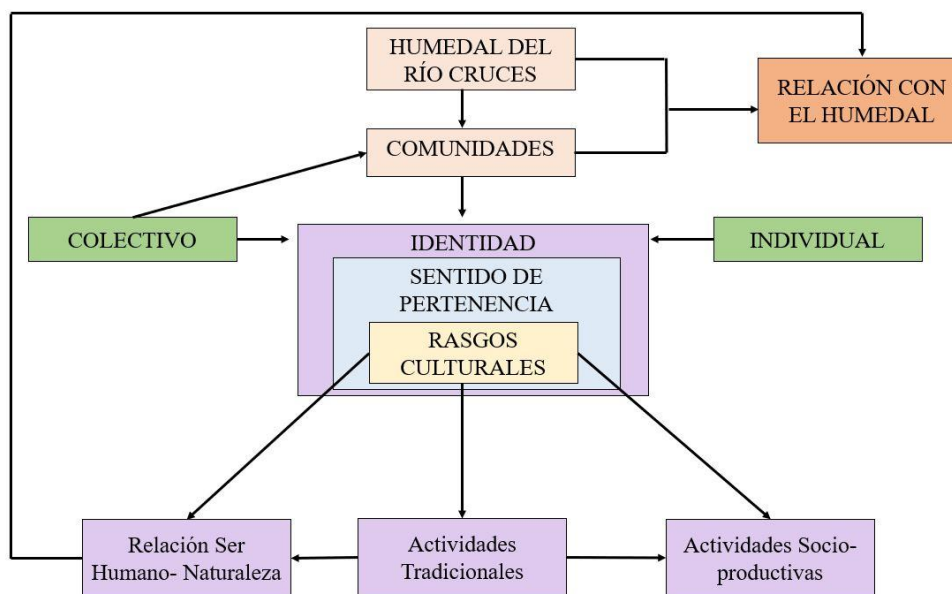 HUMEDAL DEL
RÍO CRUCES
RELACIÓN CON
EL HUMEDAL
COMUNIDADES
COLECTIVO
IDENTIDAD
INDIVIDUAL
SENTIDO DE
PERTENENCIA
RASGOS
CULTURALES
Relación Ser
Humano- Naturaleza
Actividades
Tradicionales
Actividades Socio-
productivas